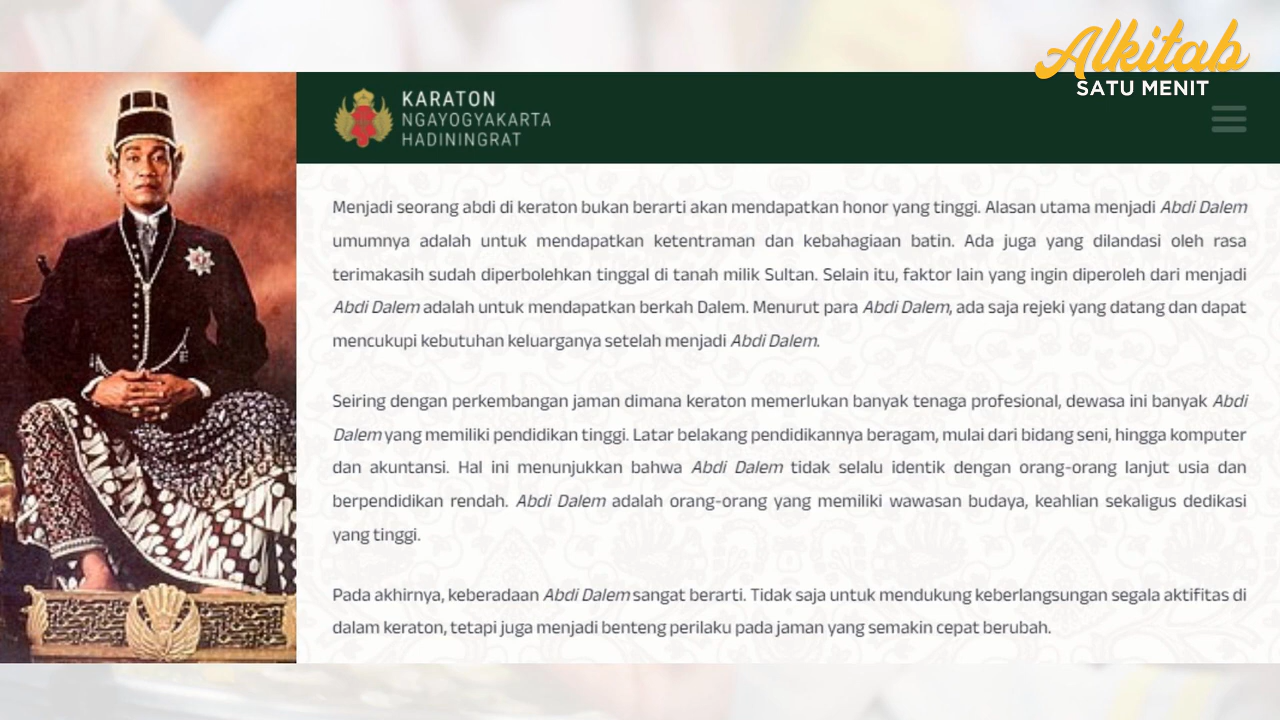 Alkitab
SATU MENIT
KARATON
NGAYOGYAKARTA
HADININGRAT
Menjadi seorang abdi di keraton bukan berarti akan mendapatkan honor yang tinggi. Alasan utama menjadi Abdi Dalem
umumnya adalah untuk mendapatkan ketentraman dan kebahagiaan batin. Ada juga yang dilandasi oleh rasa
terimakasih sudah diperbolehkan tinggal di tanah milik Sultan. Selain itu, faktor lain yang ingin diperoleh dari menjadi
Abdi Dalem adalah untuk mendapatkan berkah Dalem. Menurut para Abdi Dalem, ada saja rejeki yang datang dan dapat
mencukupi kebutuhan keluarganya setelah menjadi Abdi Dalem.
Seiring dengan perkembangan jaman dimana keraton memerlukan banyak tenaga profesional, dewasa ini banyak Abdi
Dalem yang memiliki pendidikan tinggi. Latar belakang pendidikannya beragam, mulai dari bidang seni, hingga komputer
dan akuntansi. Hal ini menunjukkan bahwa Abdi Dalem tidak selalu identik dengan orang-orang lanjut usia dan
berpendidikan rendah. Abdi Dalem adalah orang-orang yang memiliki wawasan budaya, keahlian sekaligus dedikasi
yang tinggi.
Pada akhirnya, keberadaan Abdi Dalem sangat berarti. Tidak saja untuk mendukung keberlangsungan segala aktifitas di
dalam keraton, tetapi juga menjadi benteng perilaku pada jaman yang semakin cepat berubah.